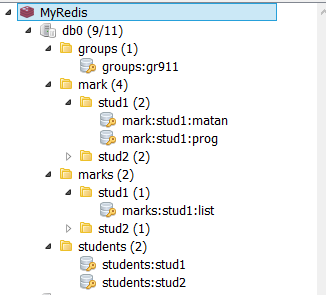 MyRedis
db0 (9/11)
groups (1)
groups:gr911
mark (4)
stud1 (2)
mark:stud1:matan
mark:stud1:prog
stud2 (2)
marks (2)
stud1 (1)
marks:stud1:list
stud2 (1)
students (2)
students:stud1
students:stud2